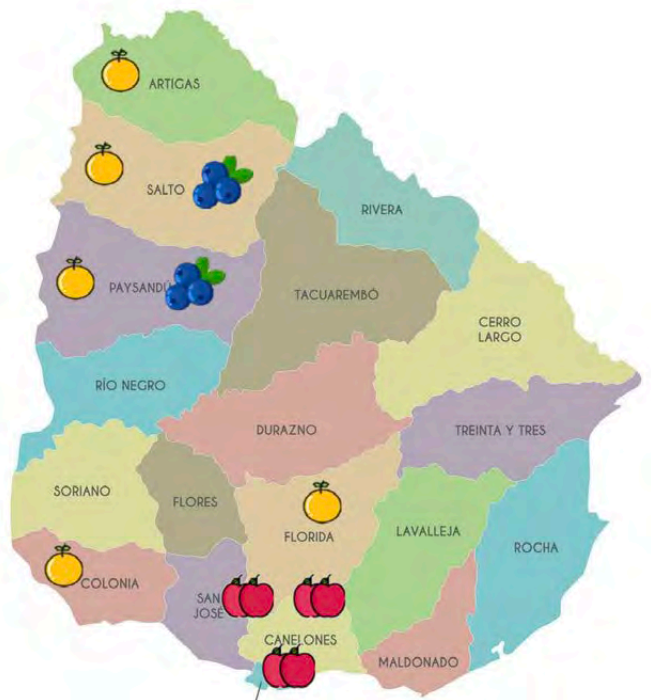 ARTIGAS
SALTO
RIVERA
PAYSANDÚ
TACUAREMBÓ
CERRO
LARGO
RÍO NEGRO
DURAZNO
TREINTA Y TRES
SORIANO
FLORES
FLORIDA
LAVALLEJA
ROCHA
COLONIA
SAN
JOSÉ
CANELONES
MALDONADO